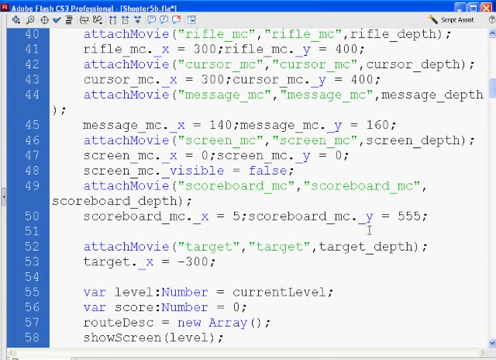 Adobe Flash CS3 Professional - [Shooter5b.fla*]
Script Assist
40 attachMovie("rifle_mc","rifle_mc",rifle_depth);
41 rifle_mc._x = 300;rifle_mc._y = 400;
42 attachMovie("cursor_mc","cursor_mc",cursor_depth);
43 cursor_mc._x = 300;cursor_mc._y = 400;
44 attachMovie("message_mc","message_mc",message_depth
);
45 message_mc._x = 140;message_mc._y = 160;
46 attachMovie("screen_mc","screen_mc",screen_depth);
47 screen_mc._x = 0;screen_mc._y = 0;
48 screen_mc._visible = false;
49 attachMovie("scoreboard_mc","scoreboard_mc",
scoreboard_depth);
50 scoreboard_mc._x = 5;scoreboard_mc._y = 555;
51
52 attachMovie("target","target",target_depth);
53 target._x = -300;
54
55 var level:Number = currentLevel;
56 var score:Number = 0;
57 routeDesc = new Array();
58 showScreen(level);